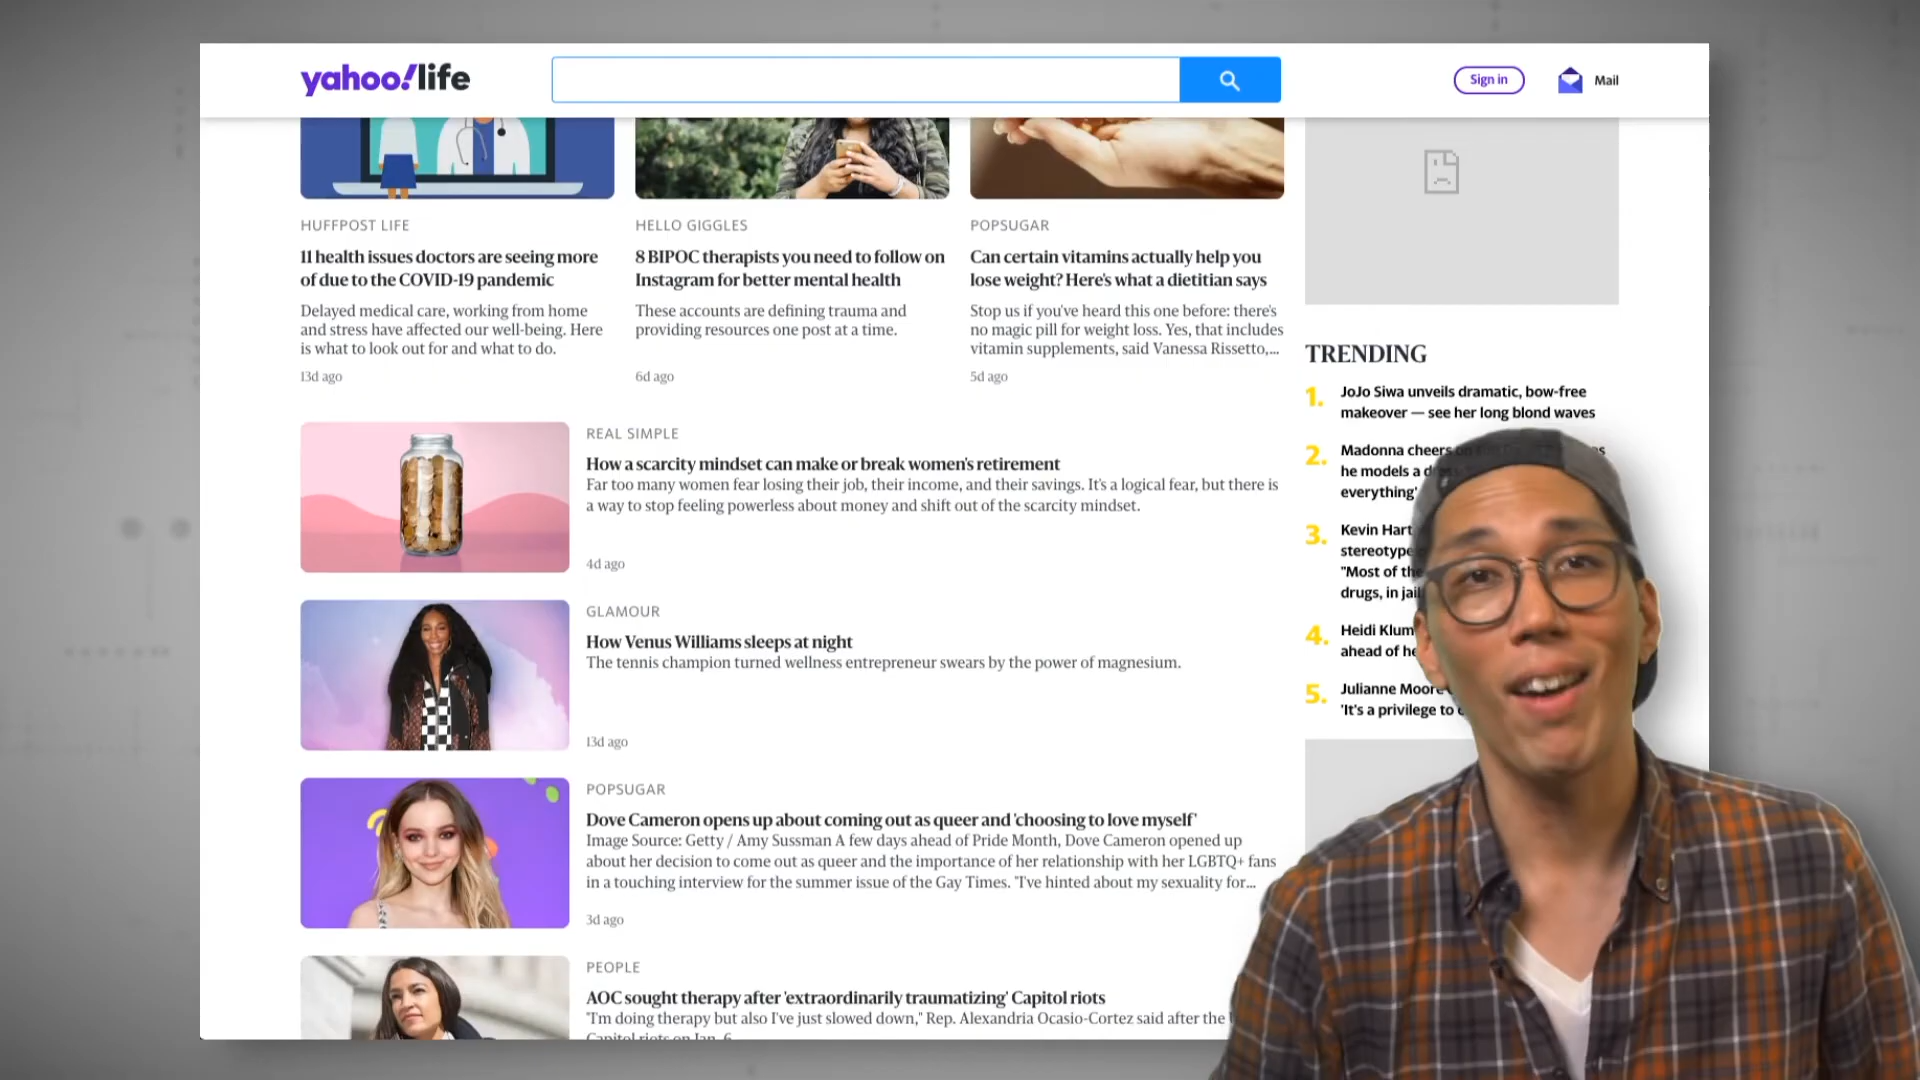 yahoo!life
Sign in
Mail
HUFFPOST LIFE
11 health issues doctors are seeing more
of due to the COVID-19 pandemic
Delayed medical care, working from home
and stress have affected our well-being. Here
is what to look out for and what to do.
13d ago
HELLO GIGGLES
8 BIPOC therapists you need to follow on
Instagram for better mental health
These accounts are defining trauma and
providing resources one post at a time.
6d ago
POPSUGAR
Can certain vitamins actually help you
lose weight? Here's what a dietitian says
Stop us if you've heard this one before: there's
no magic pill for weight loss. Yes, that includes
vitamin supplements, said Vanessa Rissetto,...
5d ago
REAL SIMPLE
How a scarcity mindset can make or break women's retirement
Far too many women fear losing their job, their income, and their savings. It's a logical fear, but there is
a way to stop feeling powerless about money and shift out of the scarcity mindset.
4d ago
GLAMOUR
How Venus Williams sleeps at night
The tennis champion turned wellness entrepreneur swears by the power of magnesium.
13d ago
POPSUGAR
Dove Cameron opens up about coming out as queer and 'choosing to love myself'
Image Source: Getty / Amy Sussman A few days ahead of Pride Month, Dove Cameron opened up
about her decision to come out as queer and the importance of her relationship with her LGBTQ+ fans
in a touching interview for the summer issue of the Gay Times. "I've hinted about my sexuality for...
3d ago
PEOPLE
AOC sought therapy after 'extraordinarily traumatizing' Capitol riots
"I'm doing therapy but also I've just slowed down," Rep. Alexandria Ocasio-Cortez said after the
Capitol riots on Jan. 6
TRENDING
1. JoJo Siwa unveils dramatic, bow-free
makeover — see her long blond waves
2. Madonna cheers
he models a
everything'
3. Kevin Hart
stereotype
"Most of the
drugs, in jail
4. Heidi Klum
ahead of
5. Julianne Moore
'It's a privilege to